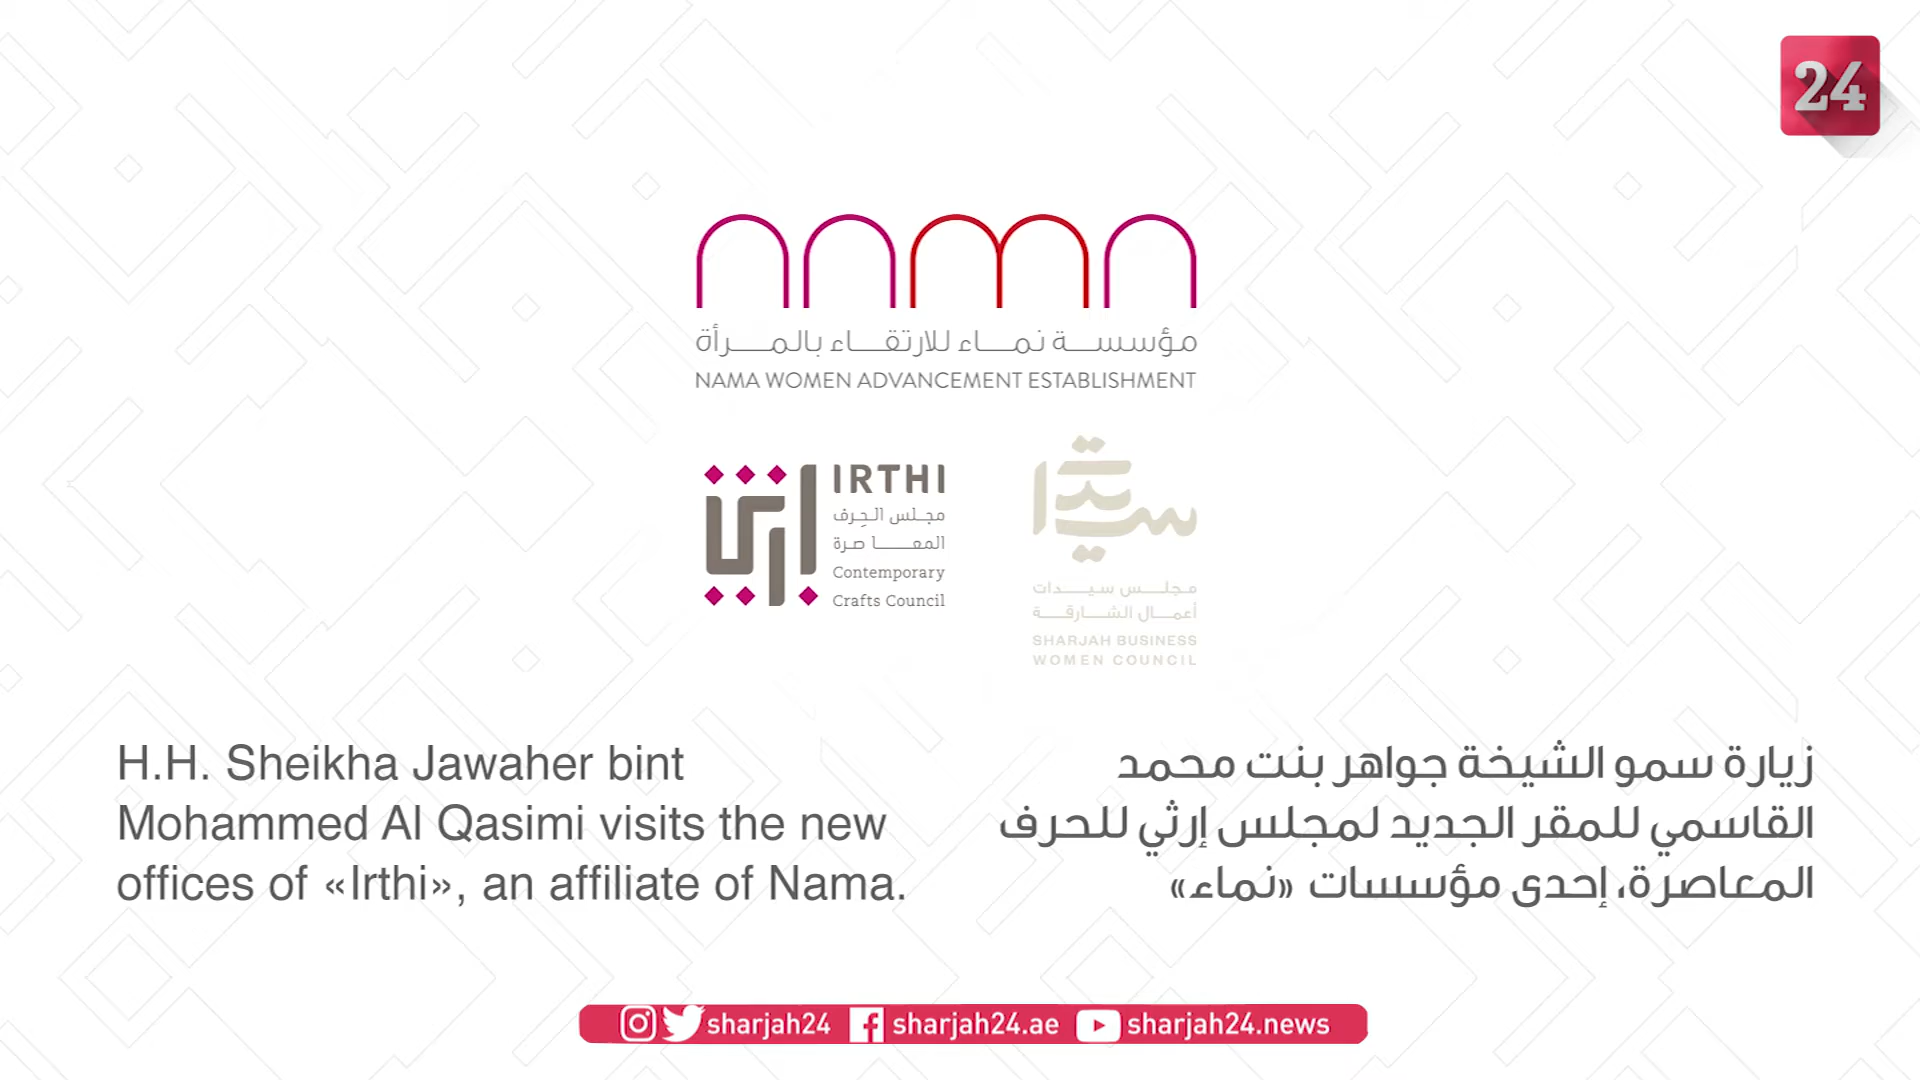 24
nama
مؤسسة نماء للارتقاء بالمرأة
NAMA WOMEN ADVANCEMENT ESTABLISHMENT
إرثي
IRTHI
مجلس الحِرف
المعاصرة
Contemporary
Crafts Council
سيدات
مجلس سيدات
أعمال الشارقة
SHARJAH BUSINESS
WOMEN COUNCIL
H.H. Sheikha Jawaher bint
Mohammed Al Qasimi visits the new
offices of «Irthi», an affiliate of Nama.
زيارة سمو الشيخة جواهر بنت محمد
القاسمي للمقر الجديد لمجلس إرثي للحرف
المعاصرة، إحدى مؤسسات «نماء»
sharjah24 sharjah24.ae sharjah24.news